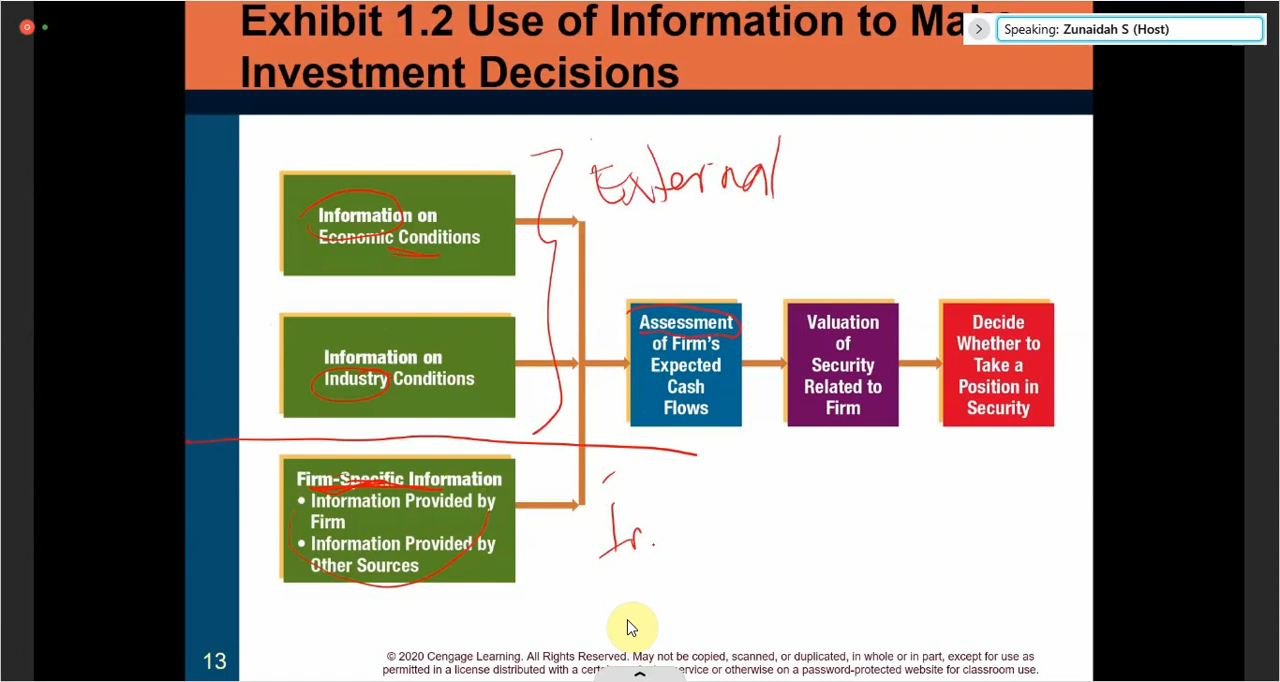 Exhibit 1.2 Use of Information to Mak
Investment Decisions
Speaking: Zunaidah S (Host)
External
Information on
Economic Conditions
Information on
Industry Conditions
Firm-Specific Information
• Information Provided by
Firm
• Information Provided by
Other Sources
Assessment
of Firm's
Expected
Cash
Flows
Valuation
of
Security
Related to
Firm
Decide
Whether to
Take a
Position in
Security
13
© 2020 Cengage Learning. All Rights Reserved. May not be copied, scanned, or duplicated, in whole or in part, except for use as
permitted in a license distributed with a certa service or otherwise on a password-protected website for classroom use.